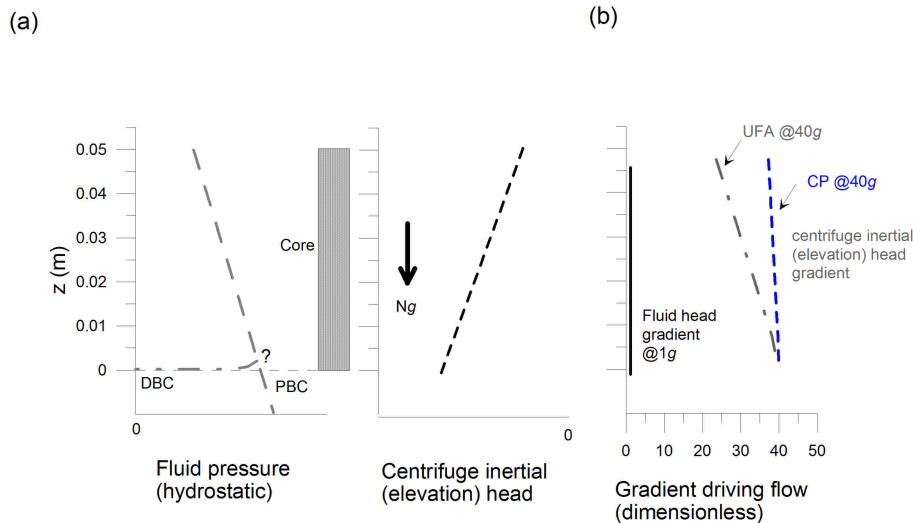 (a)
z (m)
0.05
0.04
0.03
0.02
0.01
0
DBC
?
PBC
Core
0
Fluid pressure
(hydrostatic)
Ng
0
Centrifuge inertial
(elevation) head
(b)
UFA @40g
CP @40g
centrifuge inertial
(elevation) head
gradient
Fluid head
gradient
@1g
0 10 20 30 40 50
Gradient driving flow
(dimensionless)